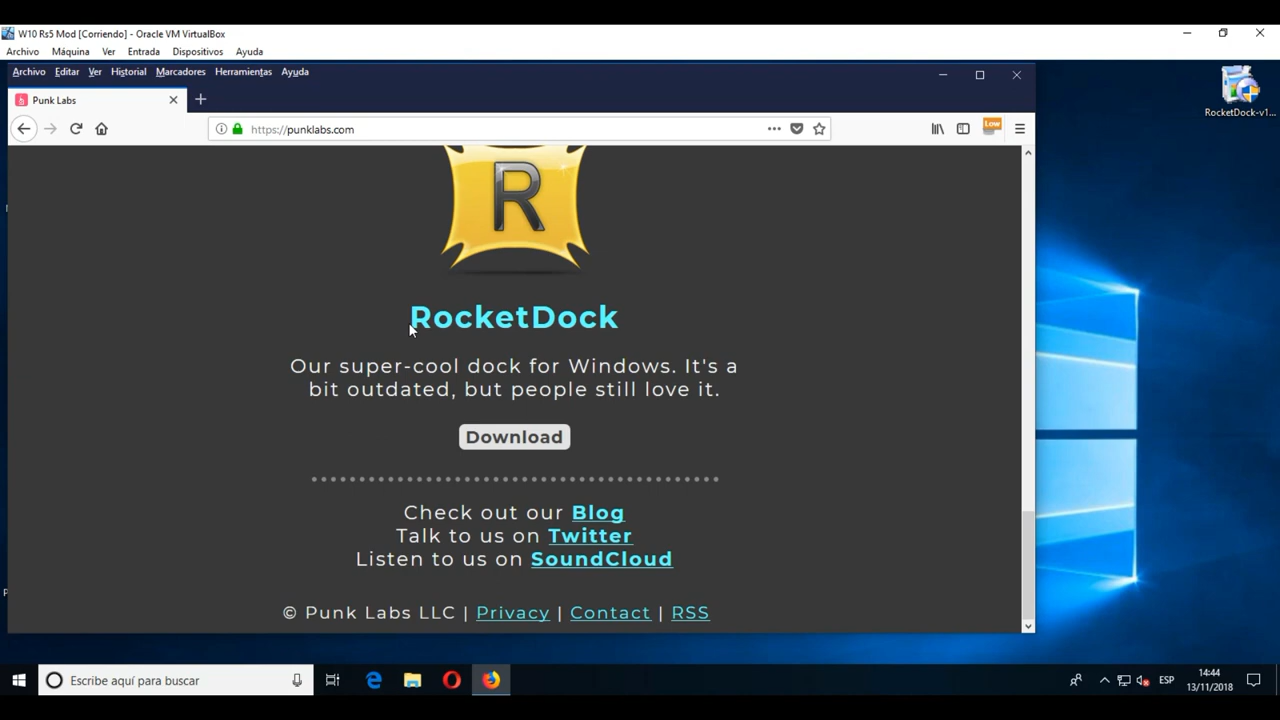 W10 Rs5 Mod [Corriendo] - Oracle VM VirtualBox
Archivo Máquina Ver Entrada Dispositivos Ayuda
Archivo Editar Ver Historial Marcadores Herramientas Ayuda
Punk Labs
https://punklabs.com
Low
RocketDock-v1...
R
RocketDock
Our super-cool dock for Windows. It's a
bit outdated, but people still love it.
Download
Check out our Blog
Talk to us on Twitter
Listen to us on SoundCloud
© Punk Labs LLC | Privacy | Contact | RSS
Escribe aquí para buscar
ESP
14:44
13/11/2018